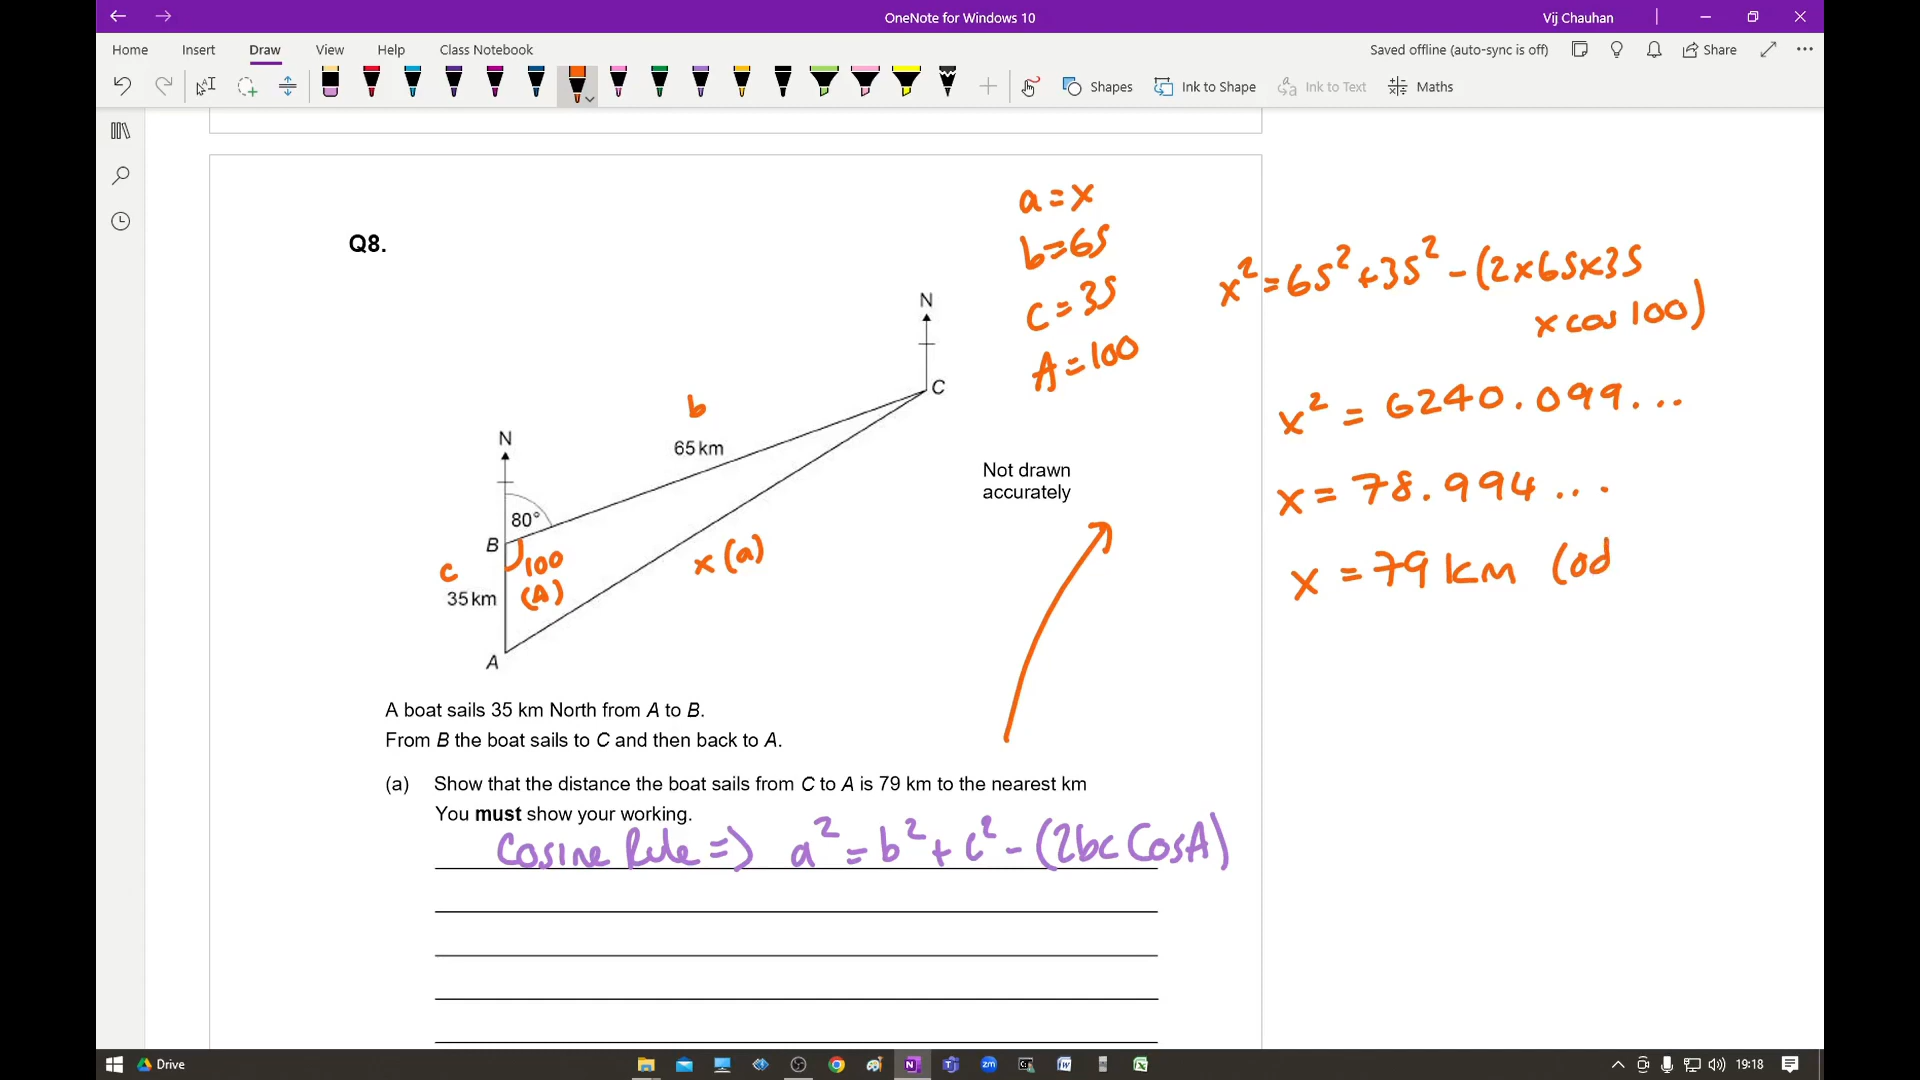 OneNote for Windows 10
Vij Chauhan
Home Insert Draw View Help Class Notebook
Saved offline (auto-sync is off) Share
Shapes Ink to Shape Ink to Text Maths
Q8.
a=x
b=65
c=35
A=100
x²=65²+35²-(2x65x35
x cos 100)
x² = 6240.099...
x = 78.994...
x = 79 km (0d
N
C
b
65 km
N
80°
B
100
(A)
c
35 km
x (a)
A
Not drawn
accurately
A boat sails 35 km North from A to B.
From B the boat sails to C and then back to A.
(a) Show that the distance the boat sails from C to A is 79 km to the nearest km
You must show your working.
Cosine Rule => a² = b² + c² - (2bc CosA)
Drive
19:18